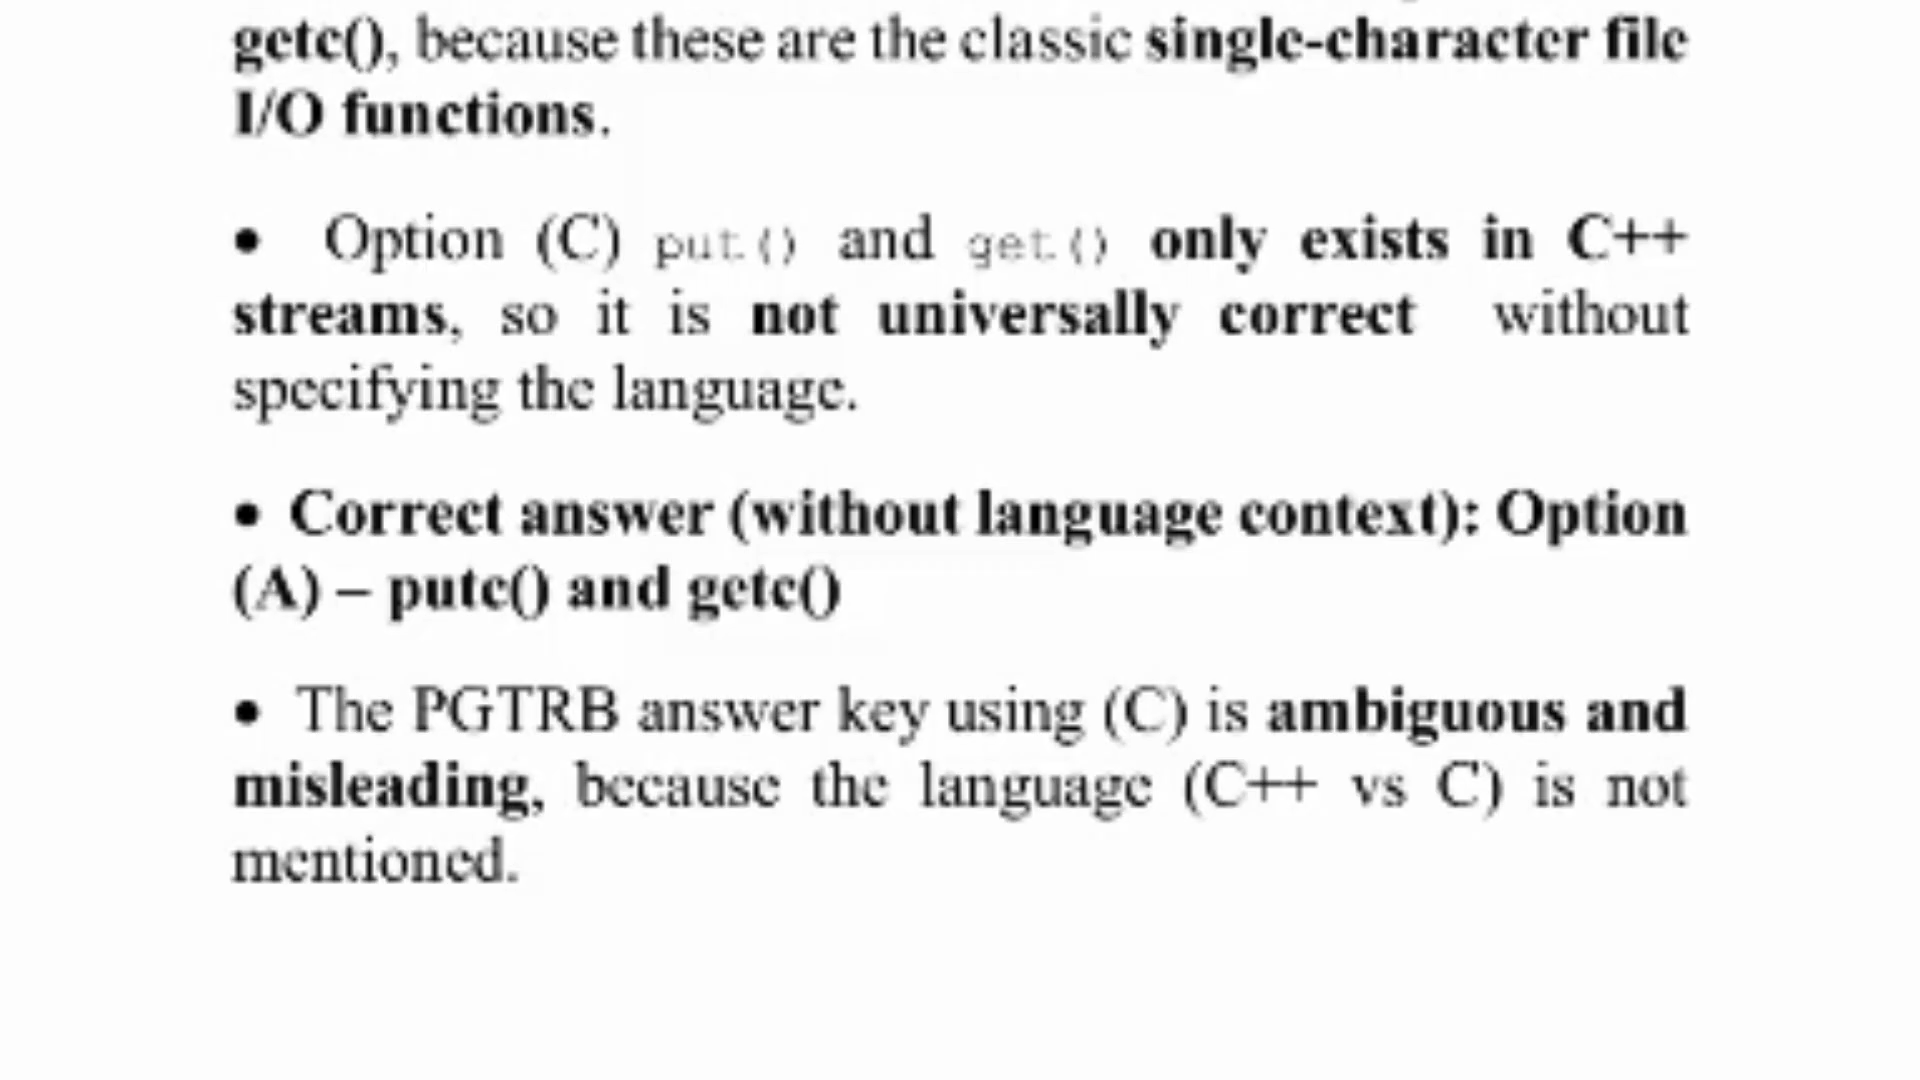 getc(), because these are the classic single-character file
I/O functions.
• Option (C) put() and get() only exists in C++
streams, so it is not universally correct without
specifying the language.
• Correct answer (without language context): Option
(A) – putc() and getc()
• The PGTRB answer key using (C) is ambiguous and
misleading, because the language (C++ vs C) is not
mentioned.